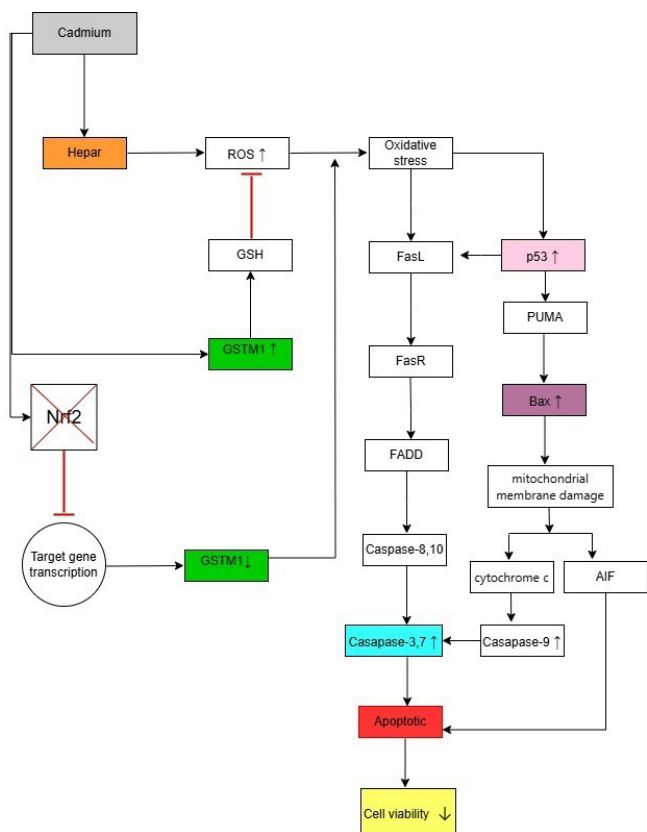 Cadmium
Hepar
ROS ↑
Oxidative
stress
GSH
FasL
p53 ↑
PUMA
GSTM1 ↑
FasR
Bax ↑
Nrf2
FADD
mitochondrial
membrane damage
Target gene
transcription
GSTM1↓
Caspase-8,10
cytochrome c
AIF
Casapase-3,7 ↑
Casapase-9 ↑
Apoptotic
Cell viability ↓